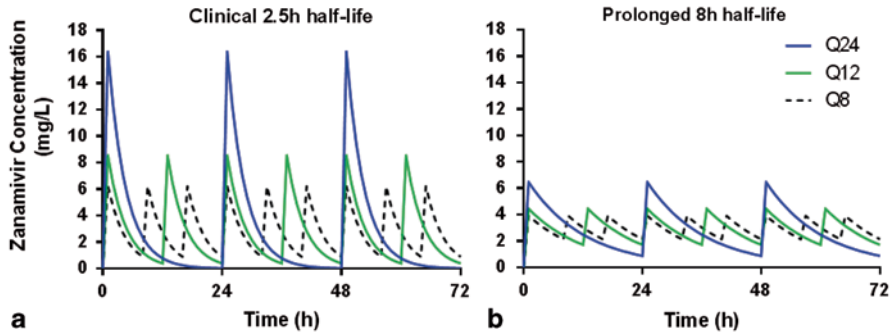 Clinical 2.5h half-life
Zanamivir Concentration
(mg/L)
18
16
14
12
10
8
6
4
2
0
0 24 48 72
Time (h)
a
Prolonged 8h half-life
18
16
14
12
10
8
6
4
2
0
0 24 48 72
Time (h)
b
Q24
Q12
Q8